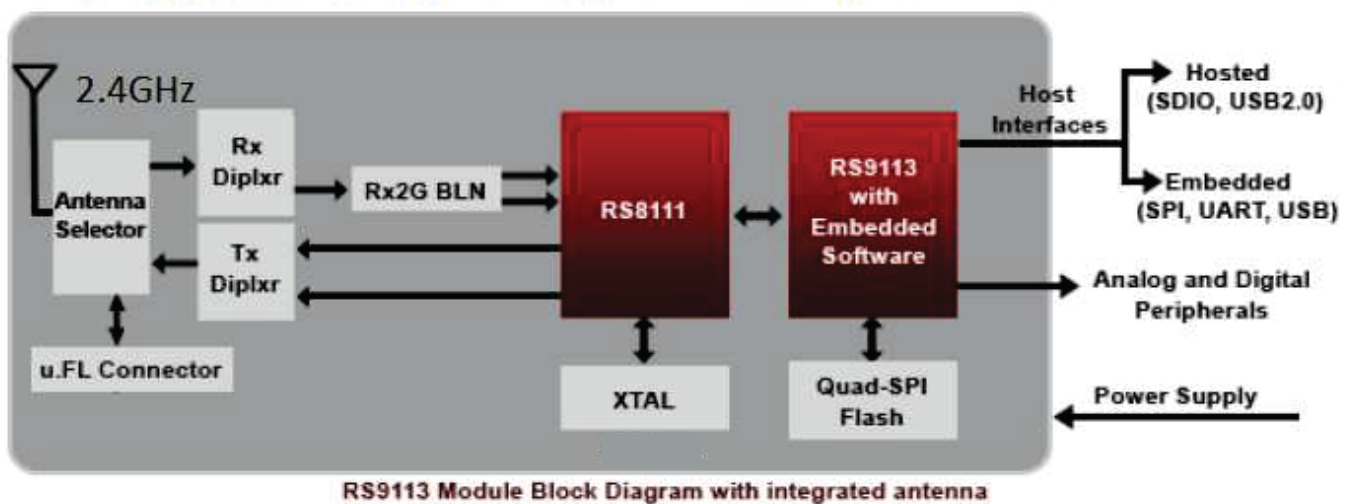 2.4GHz
Antenna
Selector
Rx
Diplxr
Tx
Diplxr
u.FL Connector
Rx2G BLN
RS8111
XTAL
RS9113
with
Embedded
Software
Quad-SPI
Flash
Host
Interfaces
Hosted
(SDIO, USB2.0)
Embedded
(SPI, UART, USB)
Analog and Digital
Peripherals
Power Supply
RS9113 Module Block Diagram with integrated antenna